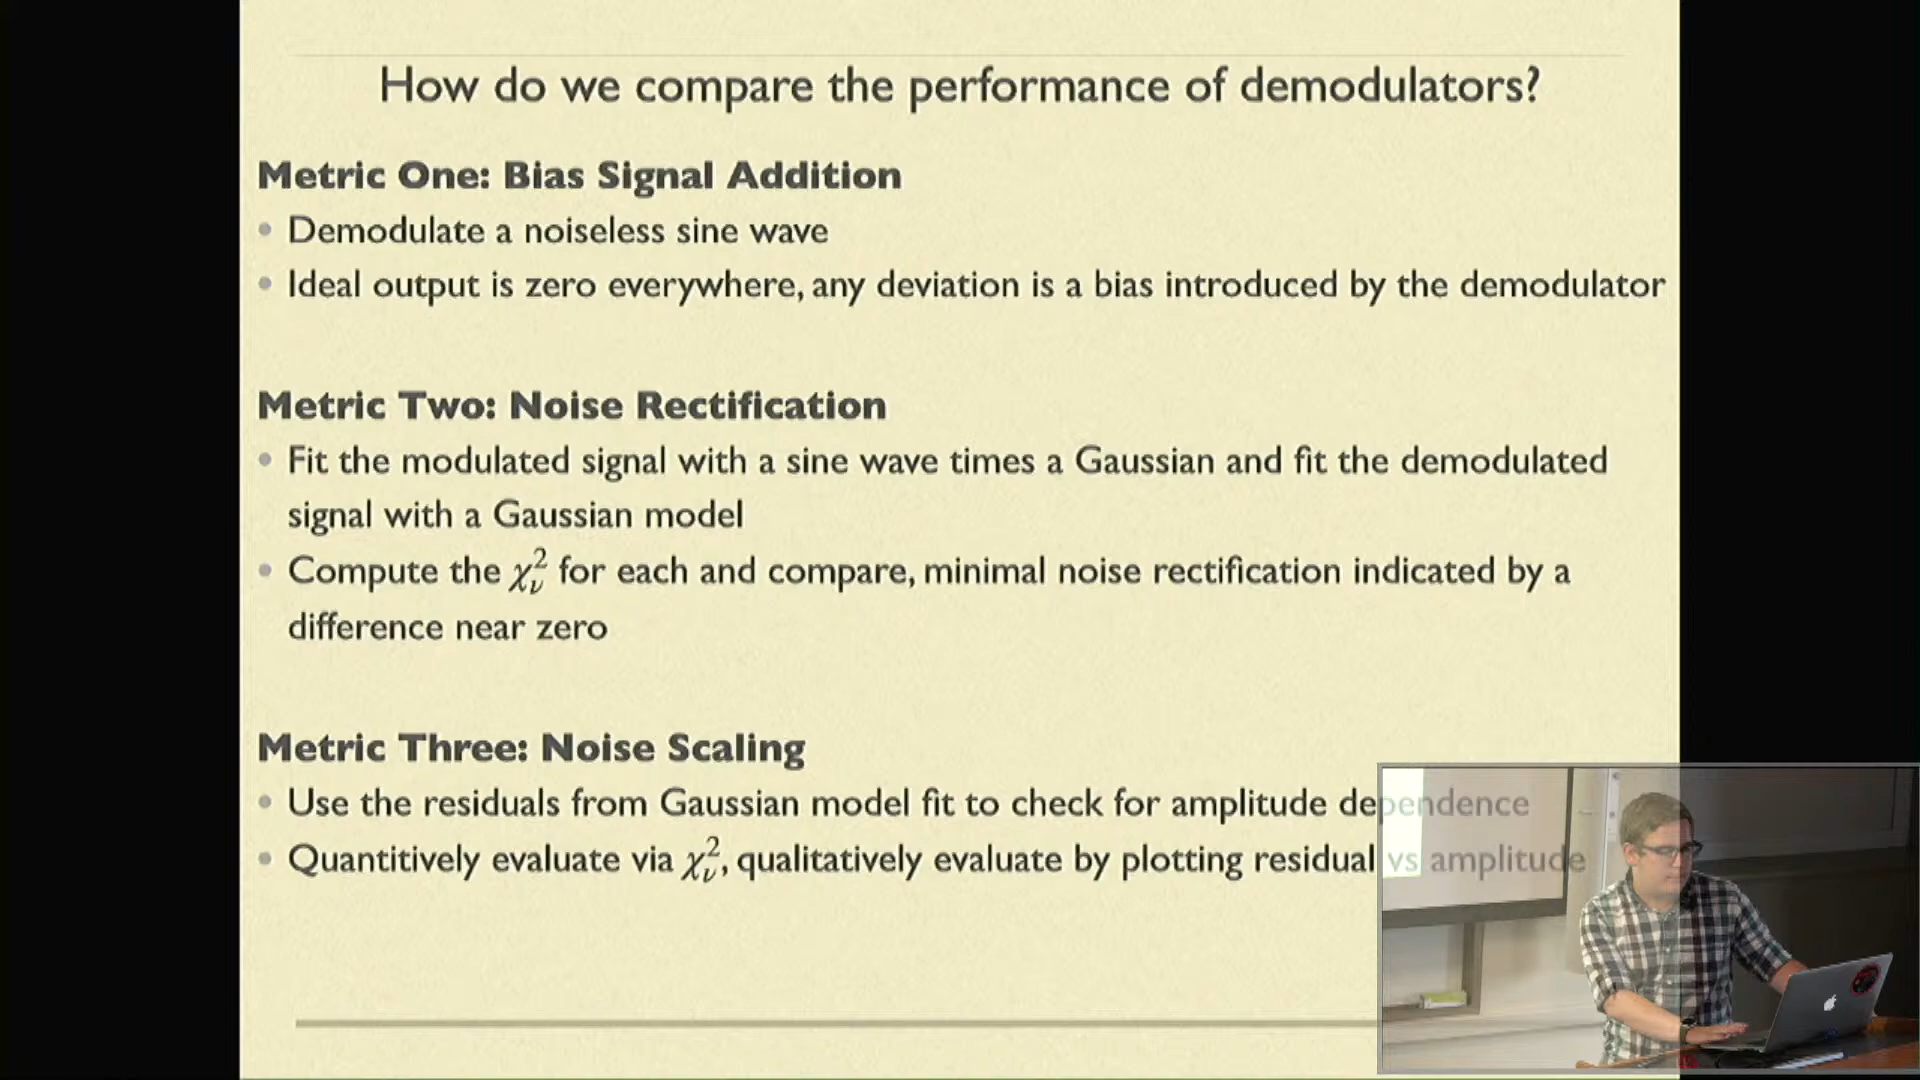 How do we compare the performance of demodulators?
Metric One: Bias Signal Addition
• Demodulate a noiseless sine wave
• Ideal output is zero everywhere, any deviation is a bias introduced by the demodulator
Metric Two: Noise Rectification
• Fit the modulated signal with a sine wave times a Gaussian and fit the demodulated
signal with a Gaussian model
• Compute the χ²ᵥ for each and compare, minimal noise rectification indicated by a
difference near zero
Metric Three: Noise Scaling
• Use the residuals from Gaussian model fit to check for amplitude dependence
• Quantitively evaluate via χ²ᵥ, qualitatively evaluate by plotting residual vs amplitude